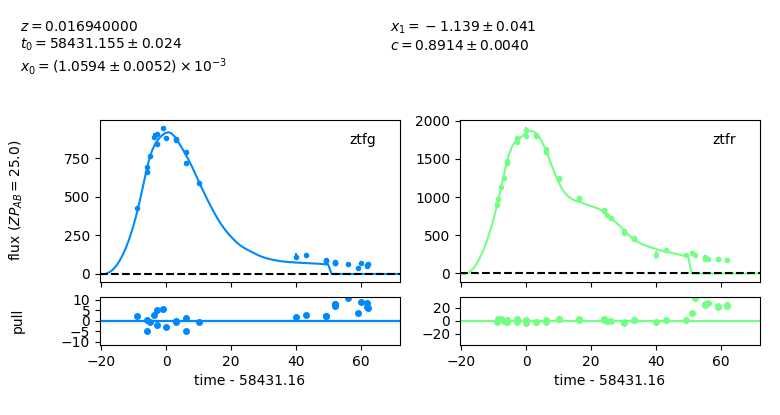 z = 0.016940000
t₀ = 58431.155 ± 0.024
x₀ = (1.0594 ± 0.0052) × 10⁻³
x₁ = −1.139 ± 0.041
c = 0.8914 ± 0.0040
flux (ZP_AB = 25.0)
ztfg
750
500
250
0
ztfr
2000
1500
1000
500
0
pull
10
5
0
−5
−10
−20 0 20 40 60
time - 58431.16
20
0
−20
−20 0 20 40 60
time - 58431.16